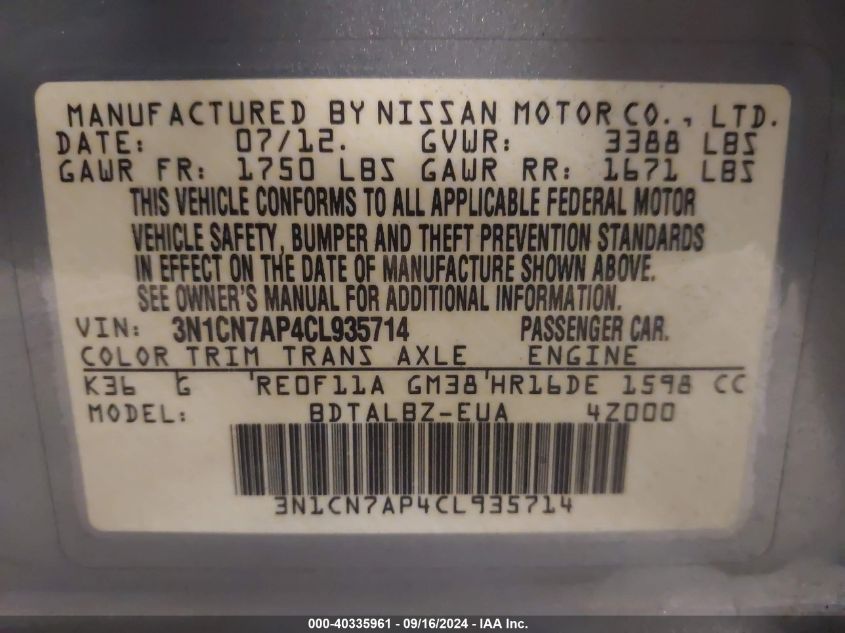 MANUFACTURED BY NISSAN MOTOR CO., LTD.
DATE: 07/12. GVWR: 3388 LBS
GAWR FR: 1750 LBS GAWR RR: 1671 LBS
THIS VEHICLE CONFORMS TO ALL APPLICABLE FEDERAL MOTOR
VEHICLE SAFETY, BUMPER AND THEFT PREVENTION STANDARDS
IN EFFECT ON THE DATE OF MANUFACTURE SHOWN ABOVE.
SEE OWNER'S MANUAL FOR ADDITIONAL INFORMATION.
VIN: 3N1CN7AP4CL935714 PASSENGER CAR.
COLOR TRIM TRANS AXLE ENGINE
K36 G 'RE0F11A GM38'HR16DE 1598 CC
MODEL: BDTALBZ-EUA 4Z000
3N1CN7AP4CL935714
000-40335961 - 09/16/2024 - IAA Inc.